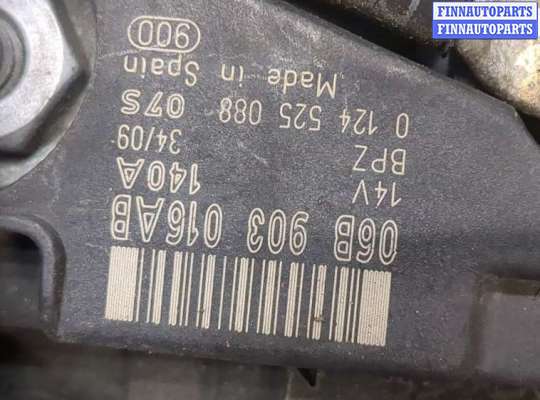 FINNAUTOPARTS
FINNAUTOPARTS
06B 903 016AB
14V 140A
BPZ 34/09
0 124 525 088 07S
Made in Spain 900